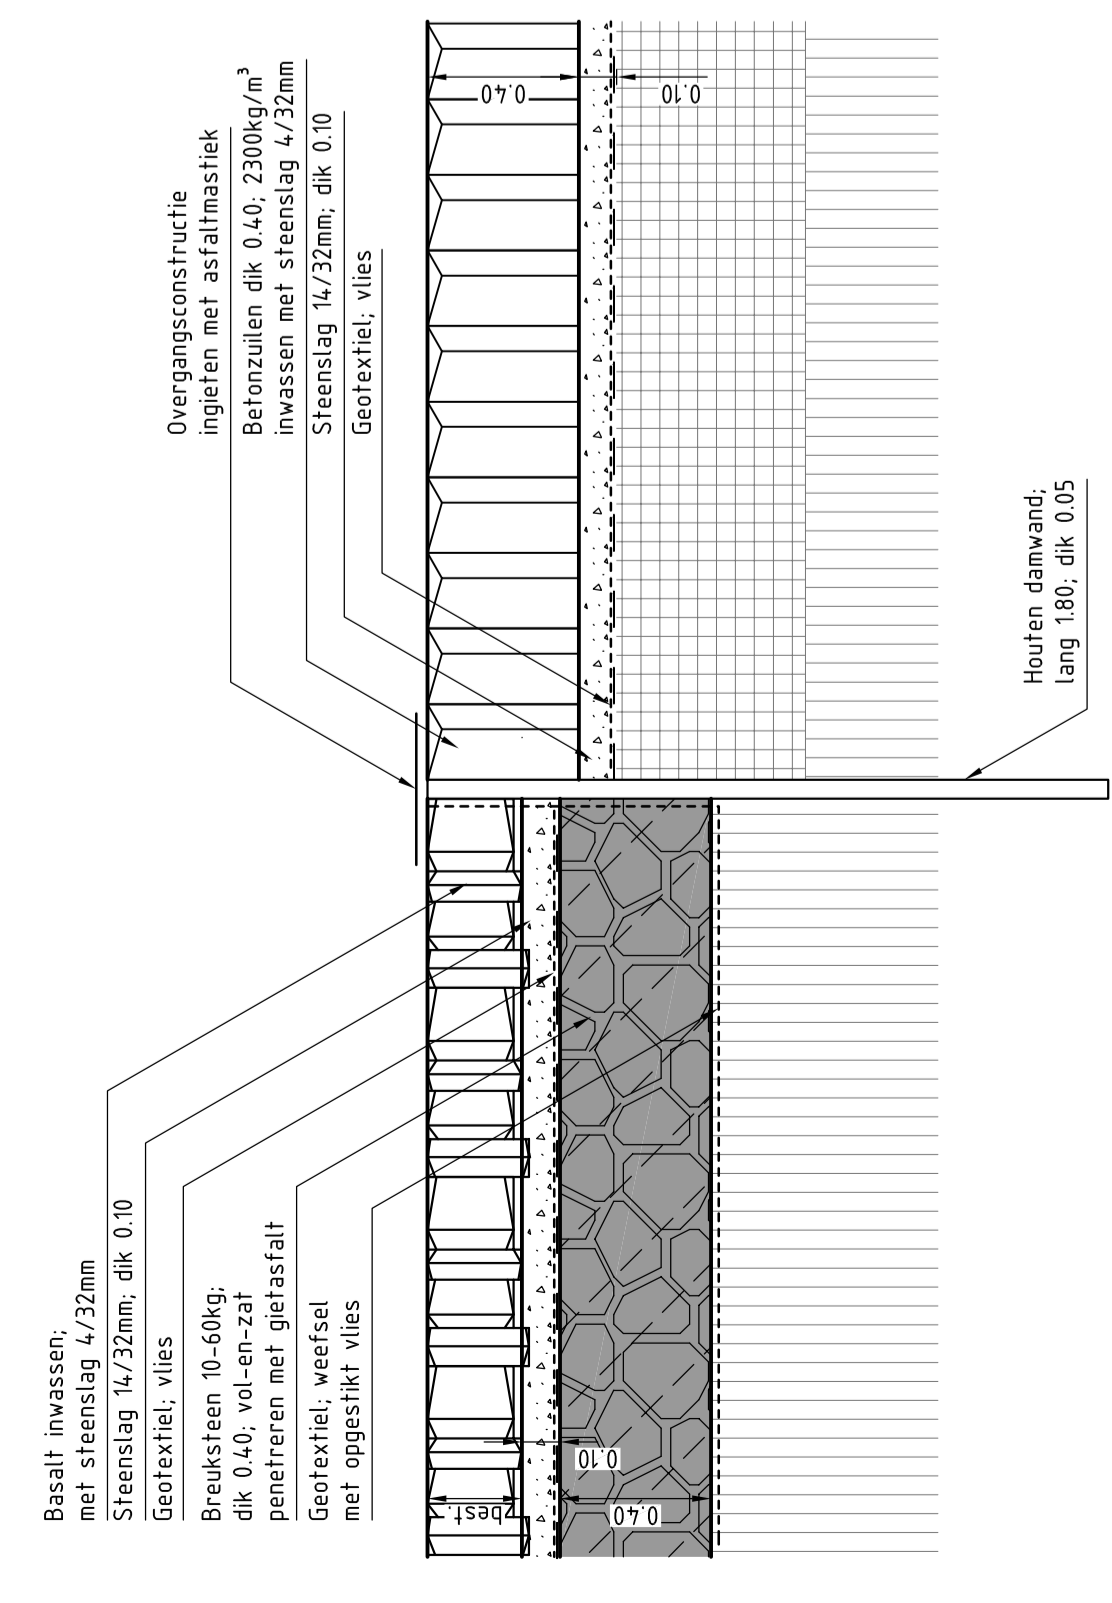 Basalt inwassen;
met steenslag 4/32mm
Steenslag 14/32mm; dik 0.10
Geotextiel; vlies
Breuksteen 10-60kg;
dik 0.40; vol-en-zat
penetreren met gietasfalt
Geotextiel; weefsel
met opgestikt vlies
Overgangsconstructie
ingieten met asfaltmastiek
Betonzuilen dik 0.40; 2300kg/m³
inwassen met steenslag 4/32mm
Steenslag 14/32mm; dik 0.10
Geotextiel; vlies
best.
0.10
0.40
0.40
0.10
Houten damwand;
lang 1.80; dik 0.05